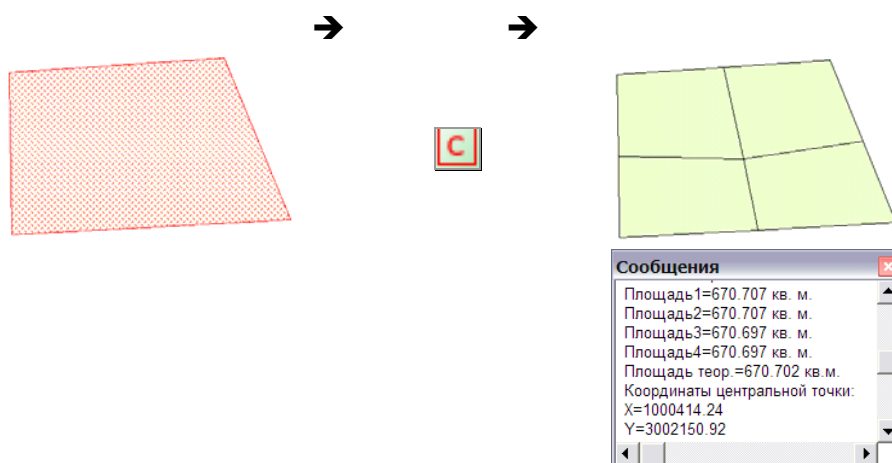 C
Сообщения
Площадь1=670.707 кв. м.
Площадь2=670.707 кв. м.
Площадь3=670.697 кв. м.
Площадь4=670.697 кв. м.
Площадь теор.=670.702 кв.м.
Координаты центральной точки:
X=1000414.24
Y=3002150.92